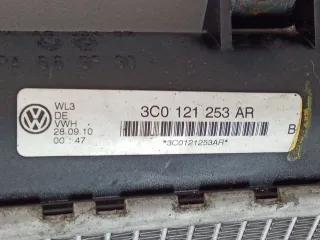 WL3
DE
VWH
28.09.10
00:47
3C0 121 253 AR
*3C0121253AR*
B